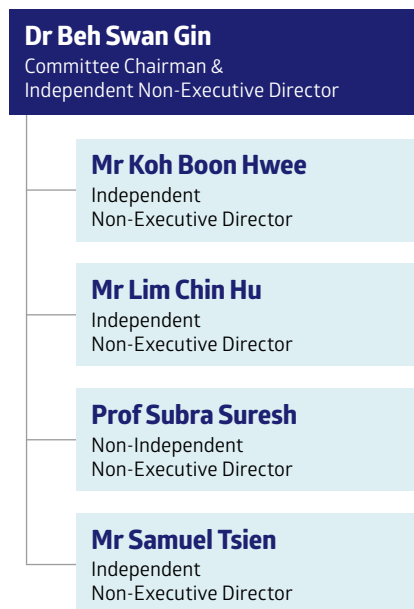 Dr Beh Swan Gin
Committee Chairman &
Independent Non-Executive Director
Mr Koh Boon Hwee
Independent
Non-Executive Director
Mr Lim Chin Hu
Independent
Non-Executive Director
Prof Subra Suresh
Non-Independent
Non-Executive Director
Mr Samuel Tsien
Independent
Non-Executive Director